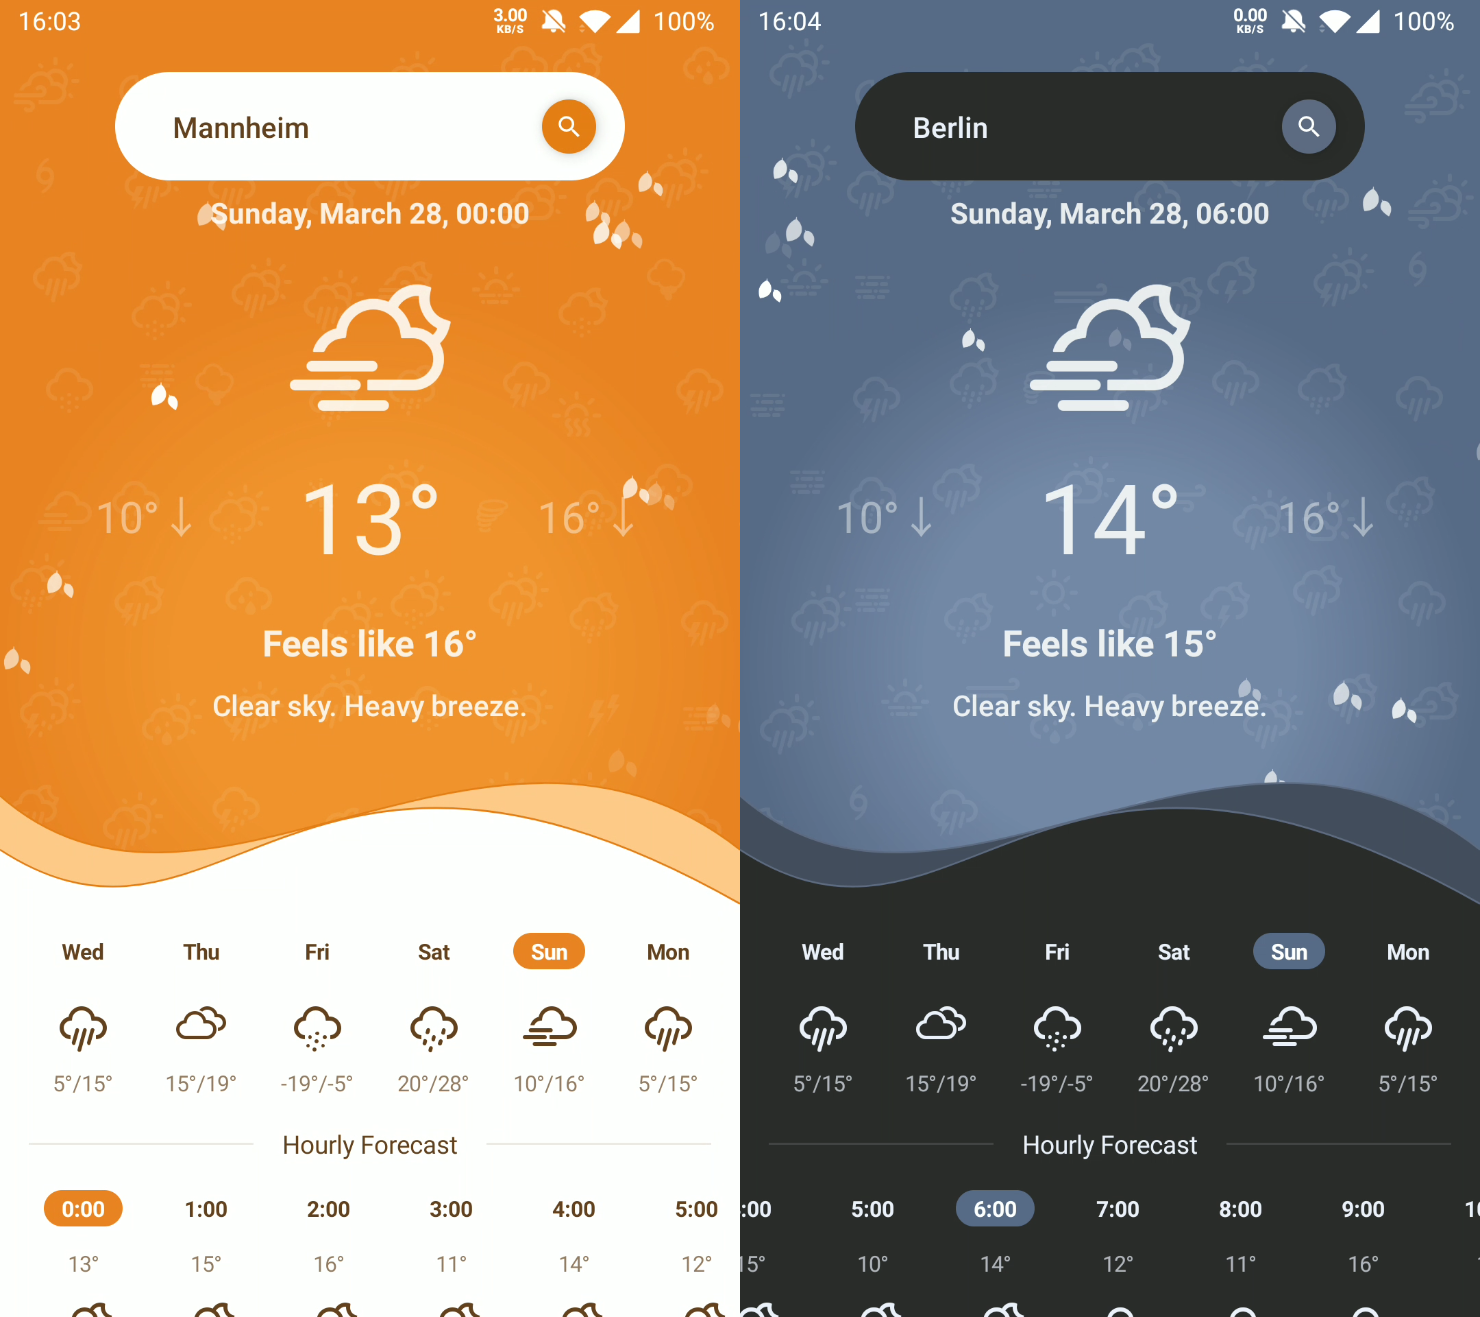 16:03 3.00 KB/S 100%
Mannheim
Sunday, March 28, 00:00
10° ↓ 13° 16° ↓
Feels like 16°
Clear sky. Heavy breeze.
Wed Thu Fri Sat Sun Mon
5°/15° 15°/19° -19°/-5° 20°/28° 10°/16° 5°/15°
Hourly Forecast
0:00 1:00 2:00 3:00 4:00 5:00
13° 15° 16° 11° 14° 12°
16:04 0.00 KB/S 100%
Berlin
Sunday, March 28, 06:00
10° ↓ 14° 16° ↓
Feels like 15°
Clear sky. Heavy breeze.
Wed Thu Fri Sat Sun Mon
5°/15° 15°/19° -19°/-5° 20°/28° 10°/16° 5°/15°
Hourly Forecast
:00 5:00 6:00 7:00 8:00 9:00
15° 10° 14° 12° 11° 16°